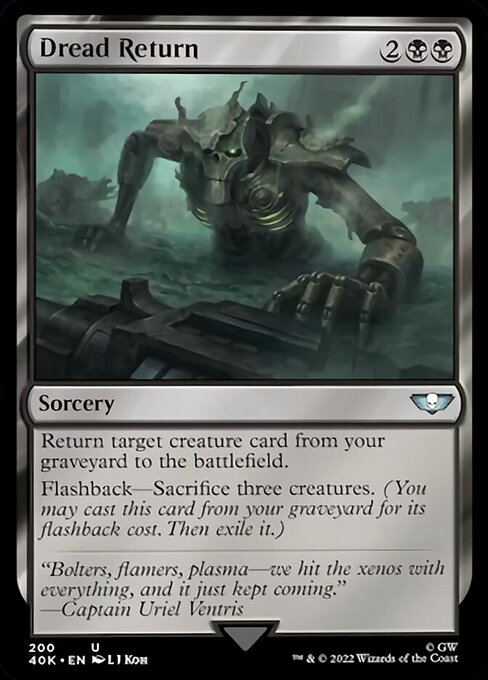 Dread Return 2
Sorcery
Return target creature card from your
graveyard to the battlefield.
Flashback—Sacrifice three creatures. (You
may cast this card from your graveyard for its
flashback cost. Then exile it.)
“Bolters, flamers, plasma—we hit the xenos with
everything, and it just kept coming.”
—Captain Uriel Ventris
200 U © GW
40K • EN LJ Koh ™ & © 2022 Wizards of the Coast